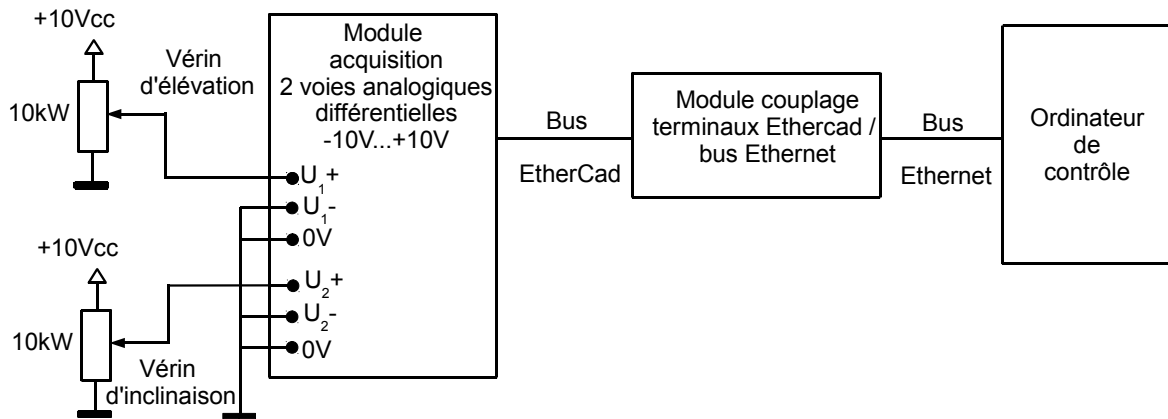 +10Vcc
10kW
Vérin
d'élévation
Module
acquisition
2 voies analogiques
différentielles
-10V...+10V
U1+
U1-
0V
U2+
U2-
0V
+10Vcc
10kW
Vérin
d'inclinaison
Bus
EtherCad
Module couplage
terminaux Ethercad /
bus Ethernet
Bus
Ethernet
Ordinateur
de
contrôle